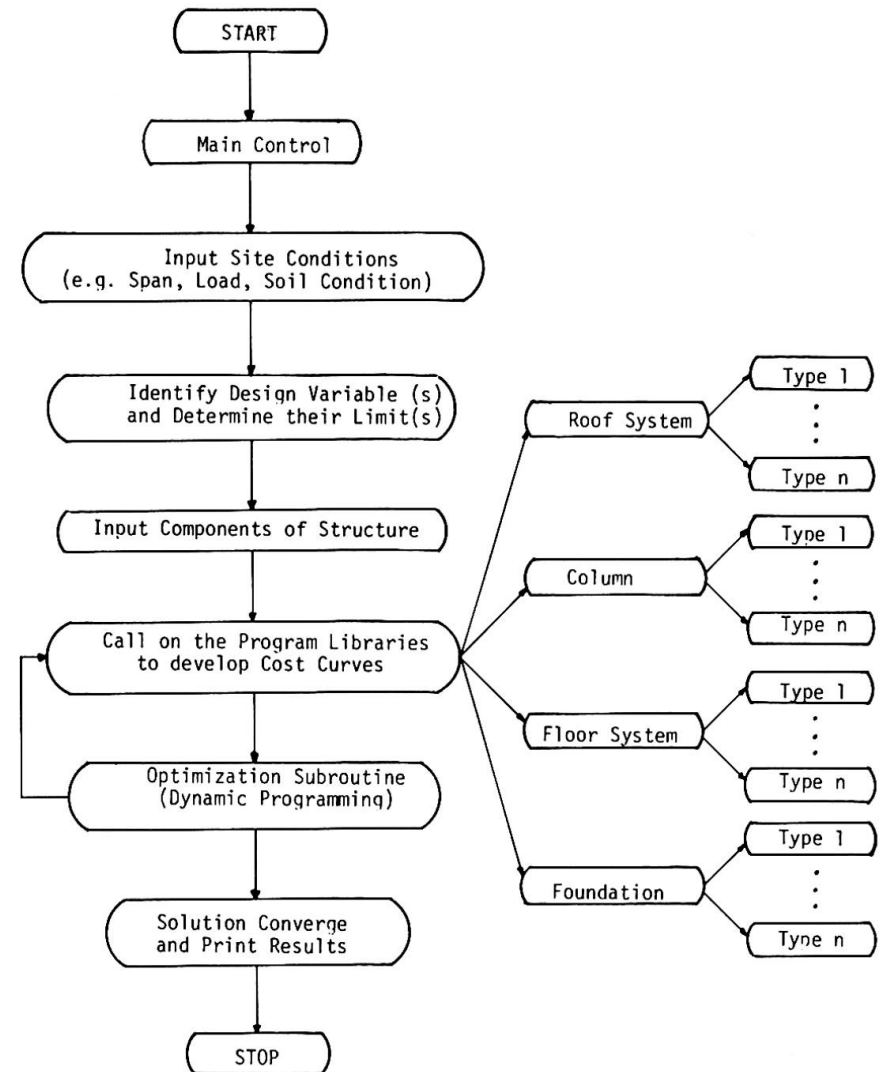 START
Main Control
Input Site Conditions
(e.g. Span, Load, Soil Condition)
Identify Design Variable (s)
and Determine their Limit(s)
Input Components of Structure
Call on the Program Libraries
to develop Cost Curves
Optimization Subroutine
(Dynamic Programming)
Solution Converge
and Print Results
STOP
Roof System
Type 1
Type n
Column
Type 1
Type n
Floor System
Type 1
Type n
Foundation
Type 1
Type n